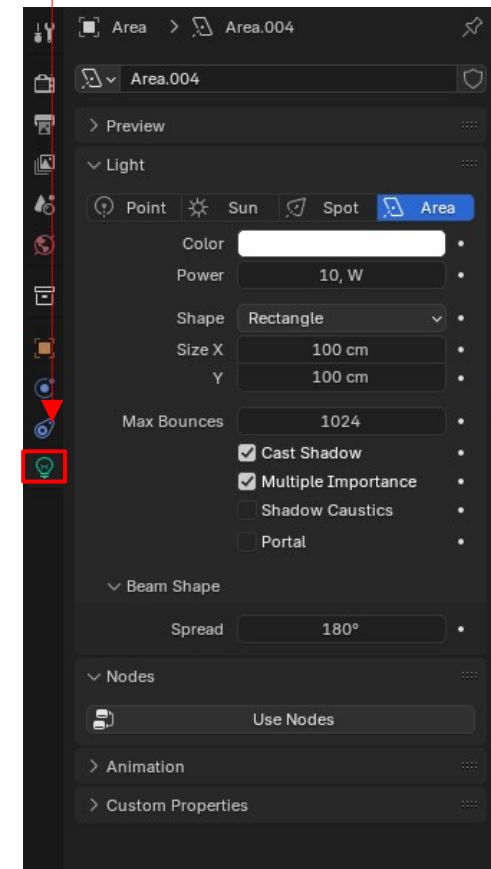 Area > Area.004
Area.004
Preview
Light
Point Sun Spot Area
Color
Power 10, W
Shape Rectangle
Size X 100 cm
Y 100 cm
Max Bounces 1024
Cast Shadow
Multiple Importance
Shadow Caustics
Portal
Beam Shape
Spread 180°
Nodes
Use Nodes
Animation
Custom Properties